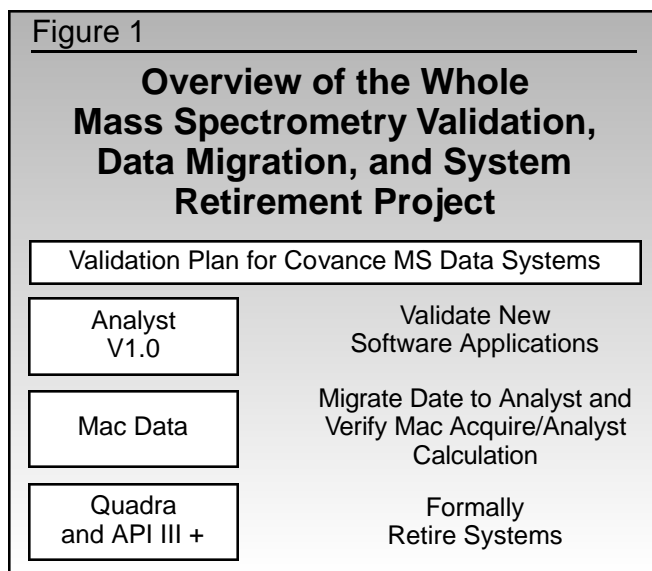 Figure 1
Overview of the Whole
Mass Spectrometry Validation,
Data Migration, and System
Retirement Project
Validation Plan for Covance MS Data Systems
Analyst
V1.0
Validate New
Software Applications
Mac Data
Migrate Date to Analyst and
Verify Mac Acquire/Analyst
Calculation
Quadra
and API III +
Formally
Retire Systems